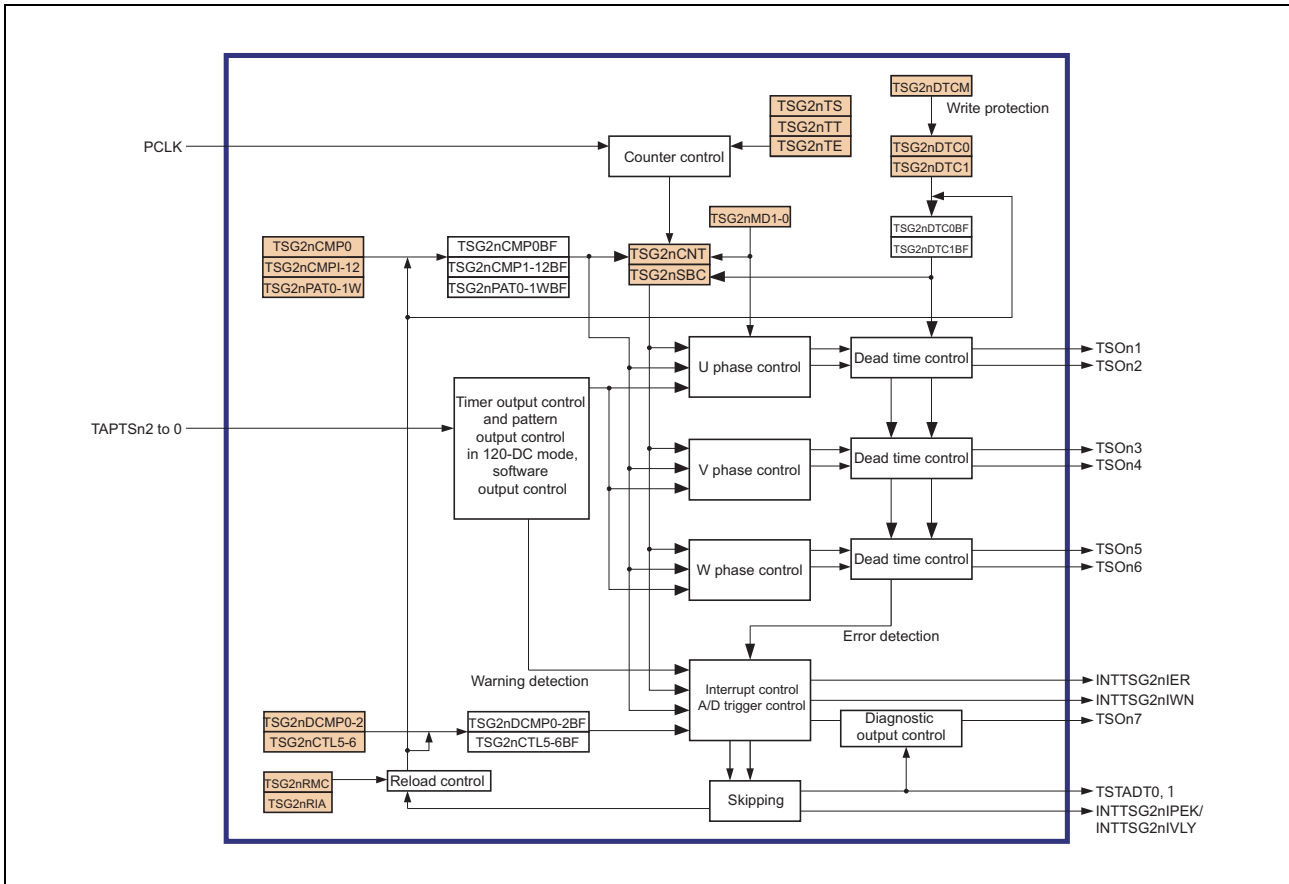 TSG2nDTCM
Write protection
TSG2nTS
TSG2nTT
TSG2nTE
PCLK
Counter control
TSG2nDTC0
TSG2nDTC1
TSG2nMD1-0
TSG2nDTC0BF
TSG2nDTC1BF
TSG2nCMP0
TSG2nCMPI-12
TSG2nPAT0-1W
TSG2nCMP0BF
TSG2nCMP1-12BF
TSG2nPAT0-1WBF
TSG2nCNT
TSG2nSBC
U phase control
Dead time control
TSOn1
TSOn2
TAPTSn2 to 0
Timer output control
and pattern
output control
in 120-DC mode,
software
output control
V phase control
Dead time control
TSOn3
TSOn4
W phase control
Dead time control
TSOn5
TSOn6
Error detection
Warning detection
Interrupt control
A/D trigger control
INTTSG2nIER
INTTSG2nIWN
TSOn7
Diagnostic
output control
TSG2nDCMP0-2
TSG2nCTL5-6
TSG2nDCMP0-2BF
TSG2nCTL5-6BF
TSG2nRMC
TSG2nRIA
Reload control
Skipping
TSTADT0, 1
INTTSG2nIPEK/
INTTSG2nIVLY